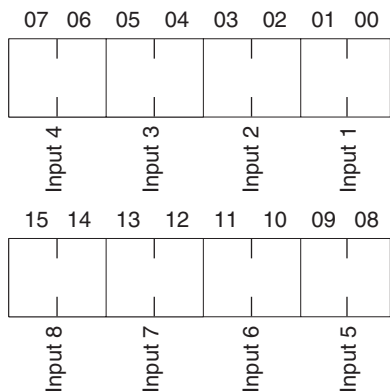 07 06 05 04 03 02 01 00
Input 4 Input 3 Input 2 Input 1
15 14 13 12 11 10 09 08
Input 8 Input 7 Input 6 Input 5